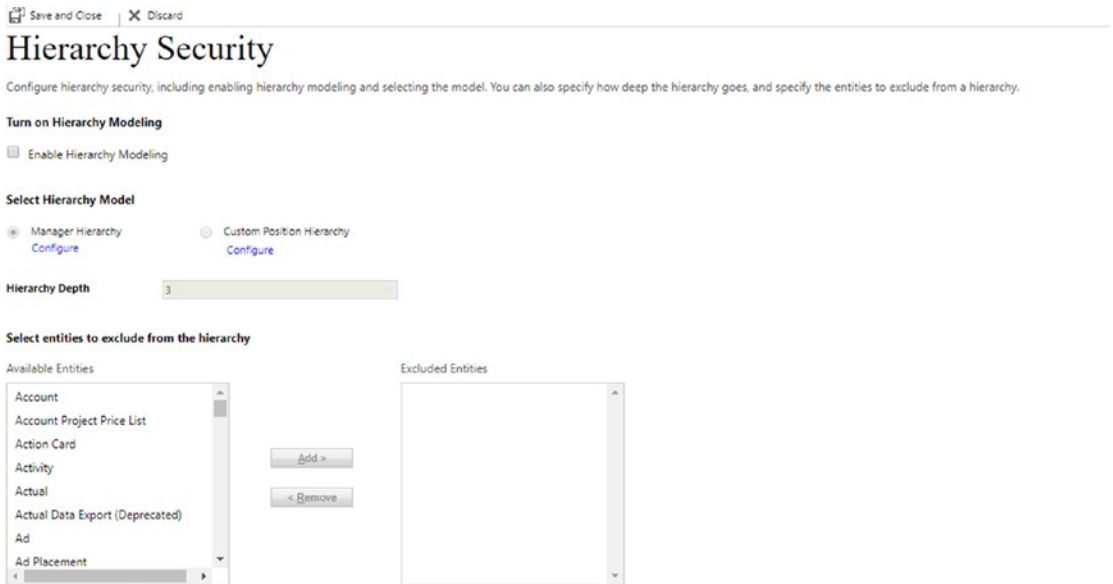 Save and Close | Discard
Hierarchy Security
Configure hierarchy security, including enabling hierarchy modeling and selecting the model. You can also specify how deep the hierarchy goes, and specify the entities to exclude from a hierarchy.
Turn on Hierarchy Modeling
Enable Hierarchy Modeling
Select Hierarchy Model
Manager Hierarchy Custom Position Hierarchy
Configure Configure
Hierarchy Depth 3
Select entities to exclude from the hierarchy
Available Entities Excluded Entities
Account
Account Project Price List
Action Card
Add >
Activity
Actual
< Remove
Actual Data Export (Deprecated)
Ad
Ad Placement